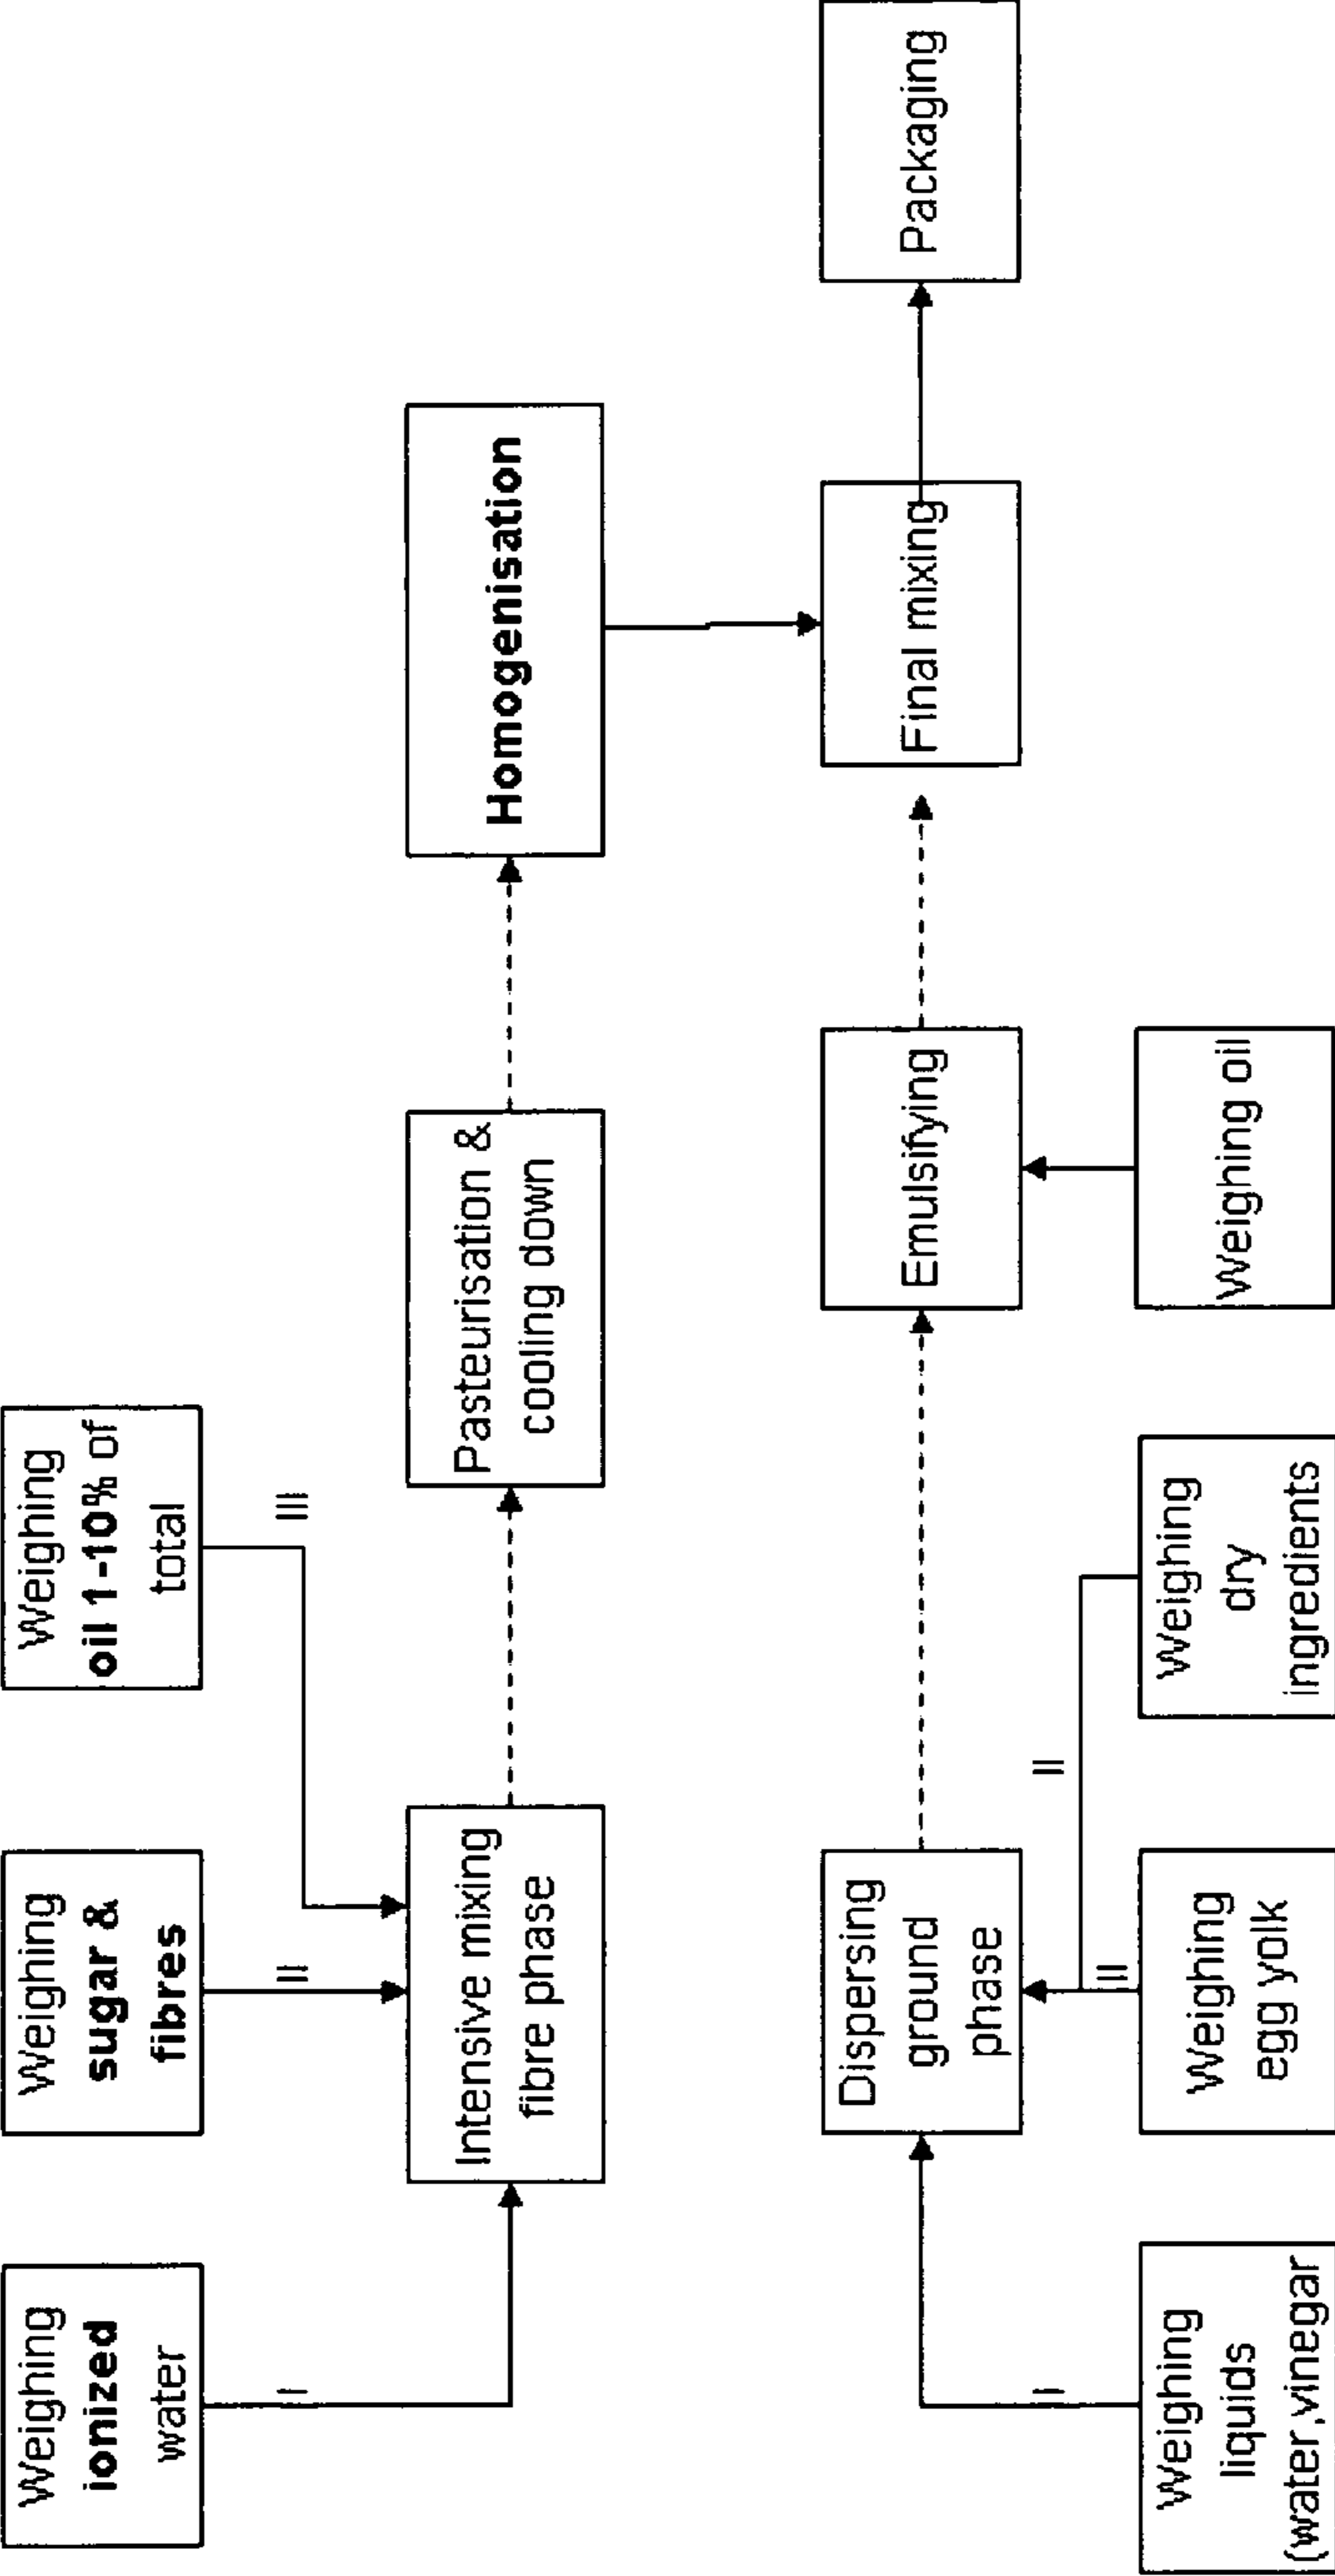 Weighing
ionized
water
Weighing
sugar &
fibres
Weighing
oil 1-10% of
total
I
II
III
Intensive mixing
fibre phase
Pasteurisation &
cooling down
Homogenisation
Dispersing
ground
phase
Emulsifying
Final mixing
Packaging
I
II
II
Weighing
liquids
(water,vinegar
Weighing
egg yolk
Weighing
dry
ingredients
Weighing oil